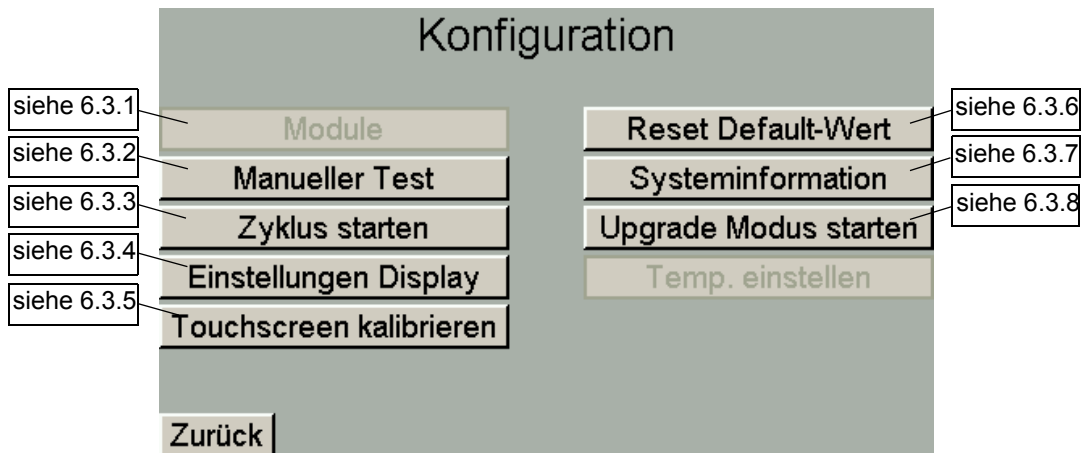 Konfiguration
siehe 6.3.1
Module
siehe 6.3.2
Manueller Test
siehe 6.3.3
Zyklus starten
siehe 6.3.4
Einstellungen Display
siehe 6.3.5
Touchscreen kalibrieren
Reset Default-Wert
siehe 6.3.6
Systeminformation
siehe 6.3.7
Upgrade Modus starten
siehe 6.3.8
Temp. einstellen
Zurück